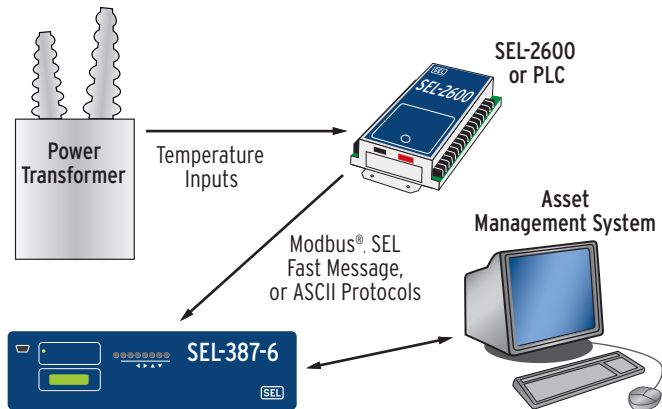 SEL-2600
or PLC
SEL
SEL-2600
Power
Transformer
Temperature
Inputs
Asset
Management System
Modbus®, SEL
Fast Message,
or ASCII Protocols
SEL-387-6
SEL